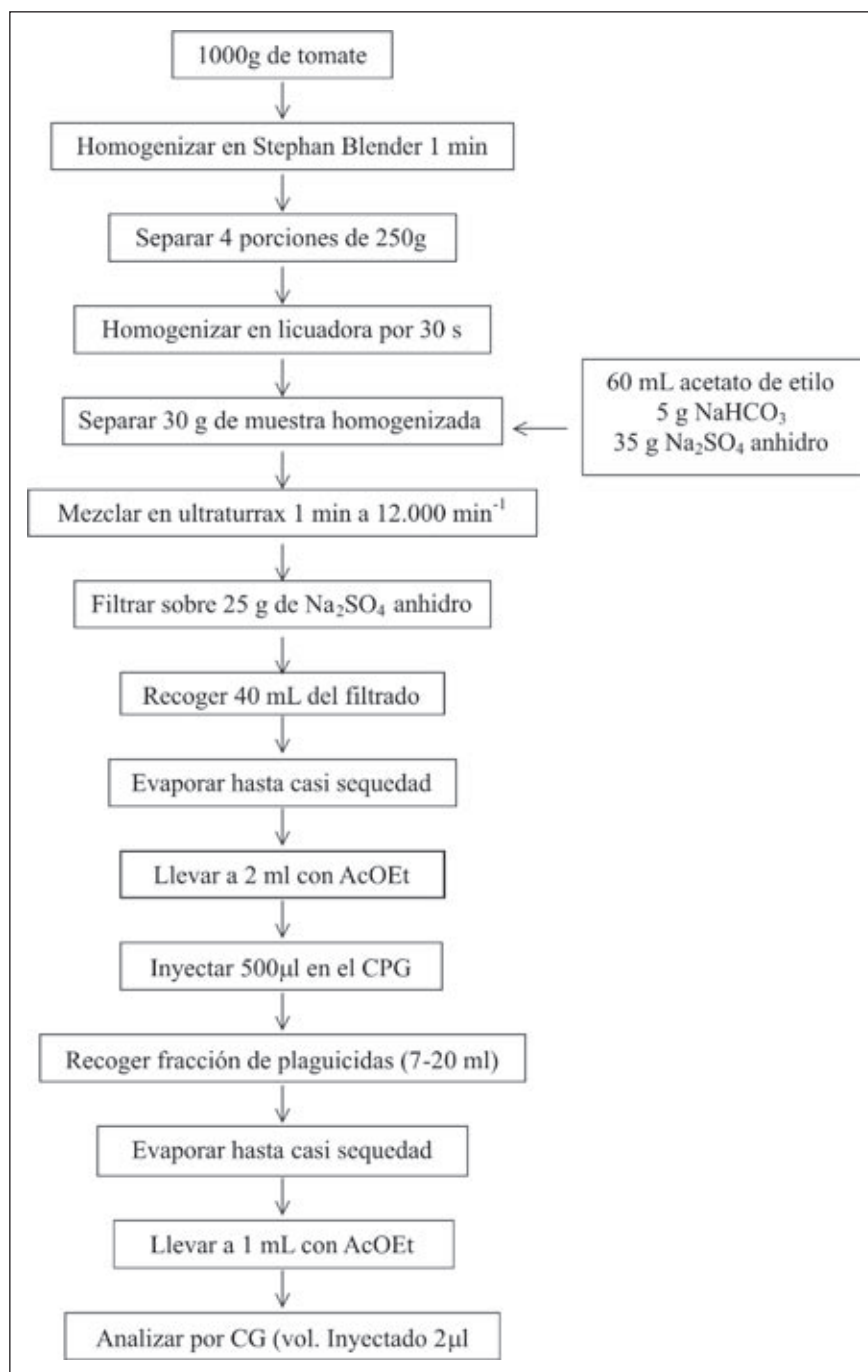 1000g de tomate
Homogenizar en Stephan Blender 1 min
Separar 4 porciones de 250g
Homogenizar en licuadora por 30 s
Separar 30 g de muestra homogenizada
60 mL acetato de etilo
5 g NaHCO₃
35 g Na₂SO₄ anhidro
Mezclar en ultraturrax 1 min a 12.000 min⁻¹
Filtrar sobre 25 g de Na₂SO₄ anhidro
Recoger 40 mL del filtrado
Evaporar hasta casi sequedad
Llevar a 2 ml con AcOEt
Inyectar 500µl en el CPG
Recoger fracción de plaguicidas (7-20 ml)
Evaporar hasta casi sequedad
Llevar a 1 mL con AcOEt
Analizar por CG (vol. Inyectado 2µl